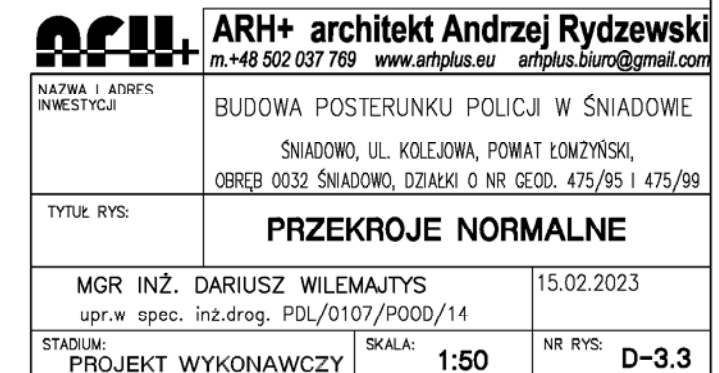 ARH+ ARH+ architekt Andrzej Rydzewski
m.+48 502 037 769 www.arhplus.eu arhplus.biuro@gmail.com
NAZWA I ADRES
INWESTYCJI
BUDOWA POSTERUNKU POLICJI W ŚNIADOWIE
ŚNIADOWO, UL. KOLEJOWA, POWIAT ŁOMŻYŃSKI,
OBRĘB 0032 ŚNIADOWO, DZIAŁKI O NR GEOD. 475/95 I 475/99
TYTUŁ RYS:
PRZEKROJE NORMALNE
MGR INŻ. DARIUSZ WILEMAJTYS
upr.w spec. inż.drog. PDL/0107/POOD/14
15.02.2023
STADIUM:
PROJEKT WYKONAWCZY
SKALA:
1:50
NR RYS:
D-3.3